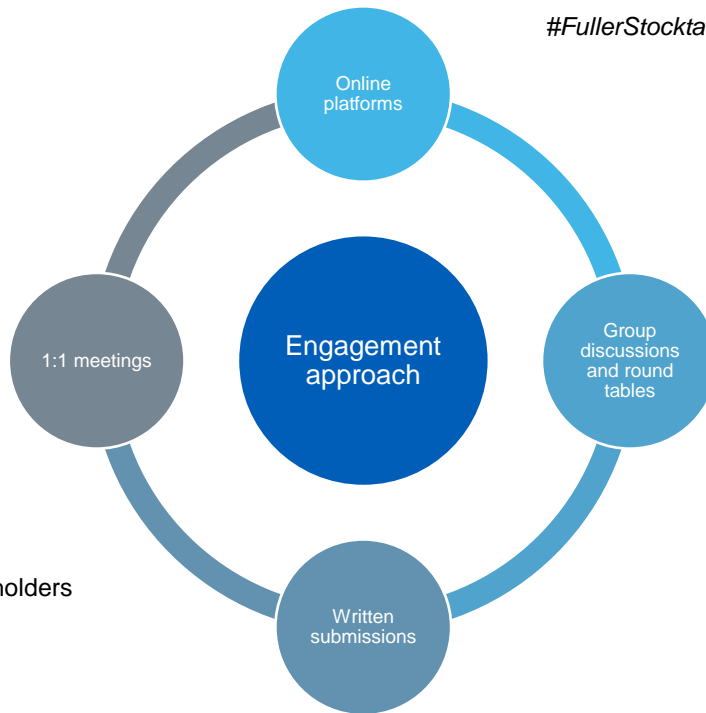 #FullerStockta
Online
platforms
Engagement
approach
1:1 meetings
Group
discussions
and round
tables
holders
Written
submissions